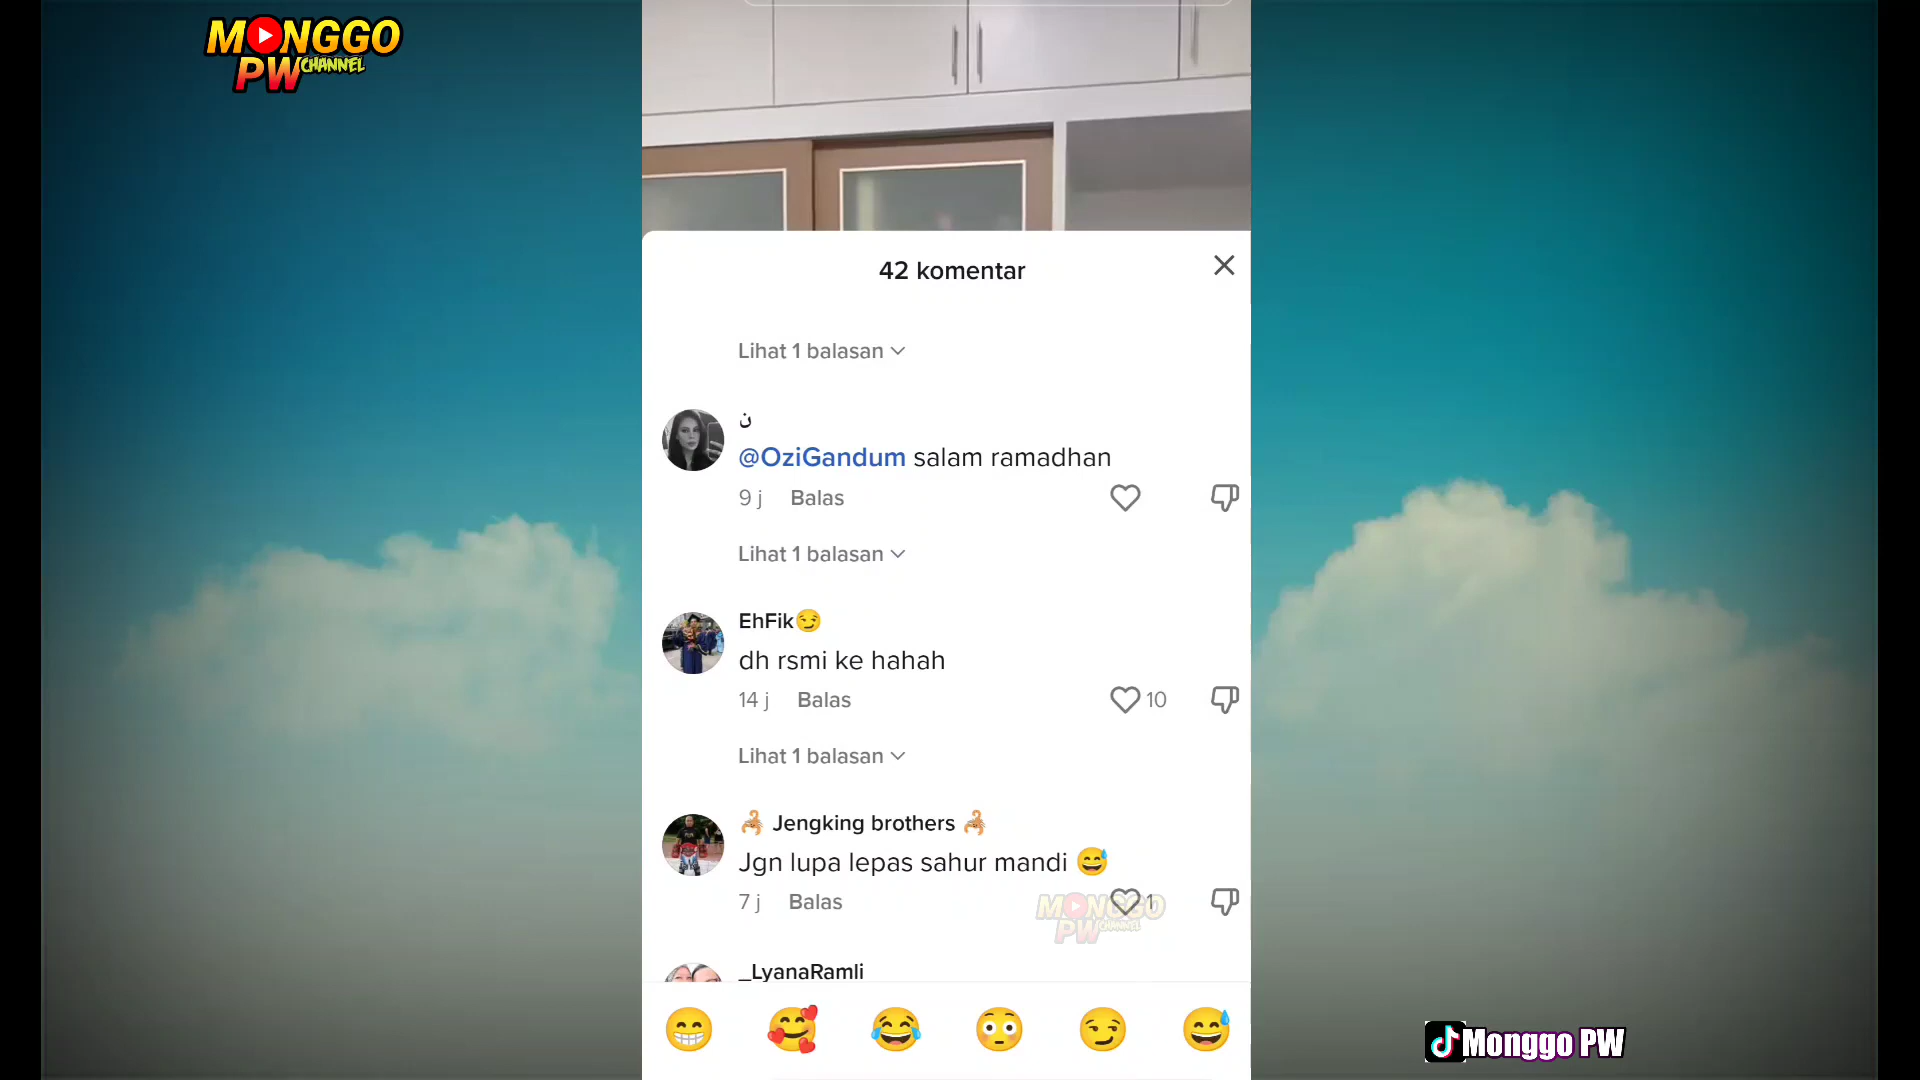 MONGGO
PW CHANNEL
42 komentar
Lihat 1 balasan
ن
@OziGandum salam ramadhan
9 j Balas
Lihat 1 balasan
EhFik😏
dh rsmi ke hahah
14 j Balas 10
Lihat 1 balasan
🦂 Jengking brothers 🦂
Jgn lupa lepas sahur mandi 😅
7 j Balas 1
MONGGO
PW CHANNEL
_LyanaRamli
Monggo PW